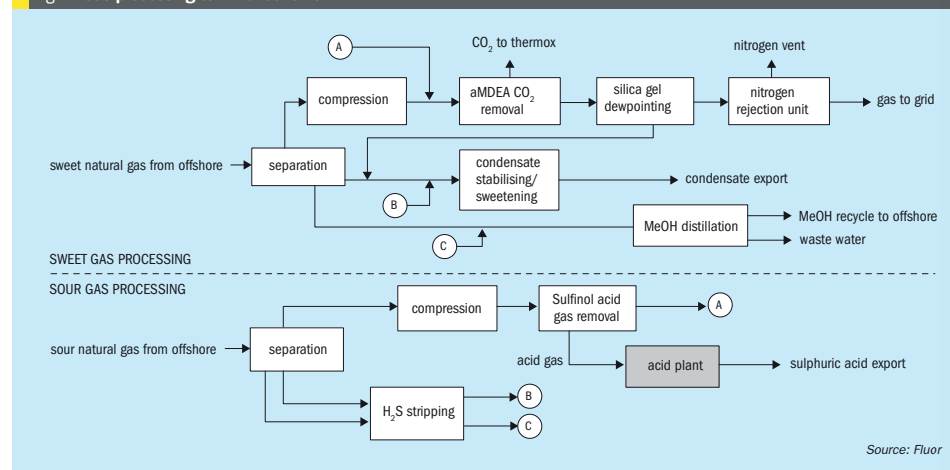 A
CO2 to thermox
nitrogen vent
compression
aMDEA CO2
removal
silica gel
dewpointing
nitrogen
rejection unit
gas to grid
sweet natural gas from offshore
separation
condensate
stabilising/
sweetening
condensate export
B
MeOH distillation
MeOH recycle to offshore
waste water
C
SWEET GAS PROCESSING
SOUR GAS PROCESSING
compression
Sulfinol acid
gas removal
A
sour natural gas from offshore
separation
acid gas
acid plant
sulphuric acid export
H2S stripping
B
C
Source: Fluor